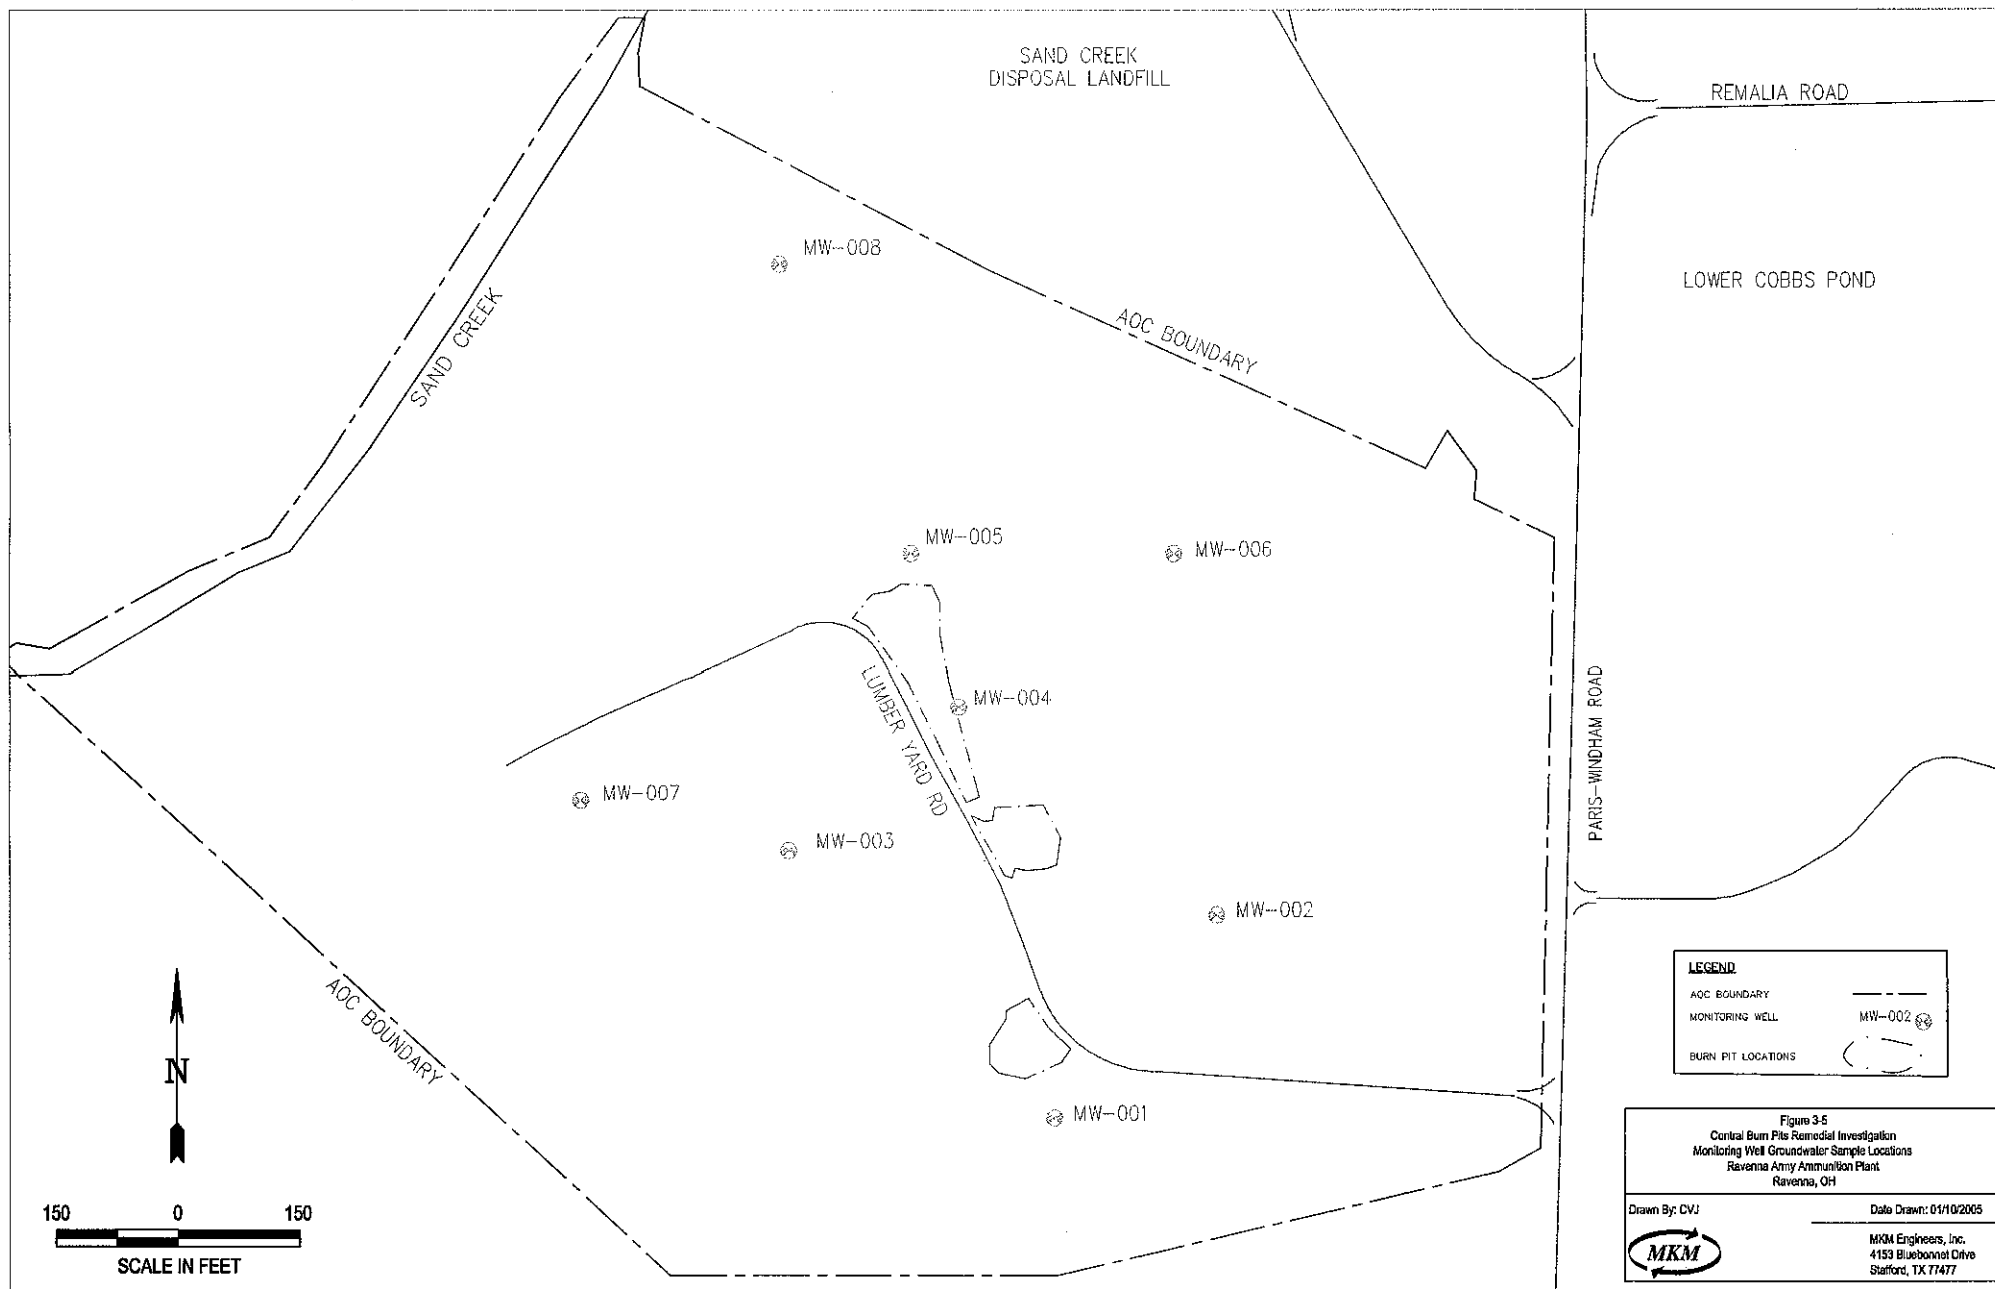 SAND CREEK
DISPOSAL LANDFILL
REMALIA ROAD
MW-008
LOWER COBBS POND
SAND CREEK
AOC BOUNDARY
MW-005
MW-006
LUMBER YARD RD
MW-004
PARIS-WINDHAM ROAD
MW-007
MW-003
MW-002
AOC BOUNDARY
MW-001
N
150 0 150
SCALE IN FEET
LEGEND
AOC BOUNDARY
MONITORING WELL MW-002
BURN PIT LOCATIONS
Figure 3-5
Central Burn Pits Remedial Investigation
Monitoring Well Groundwater Sample Locations
Ravenna Army Ammunition Plant
Ravenna, OH
Drawn By: CVJ
Date Drawn: 01/10/2005
MKM
MKM Engineers, Inc.
4153 Bluebonnet Drive
Stafford, TX 77477